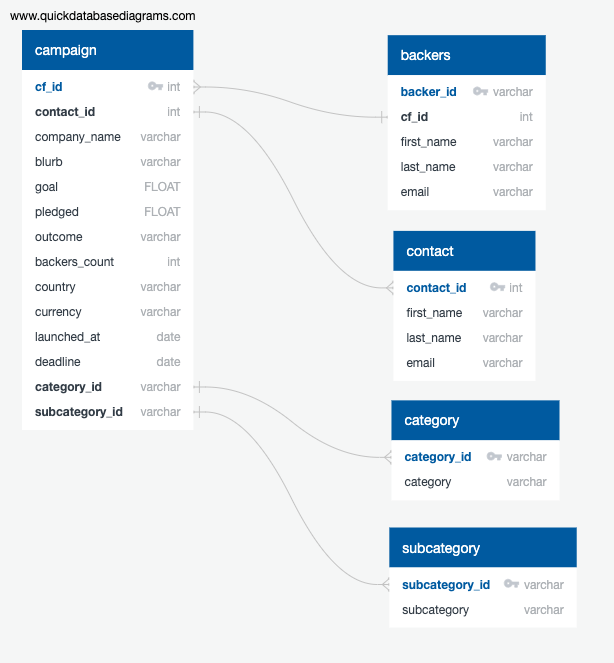 www.quickdatabasediagrams.com
campaign
cf_id int
contact_id int
company_name varchar
blurb varchar
goal FLOAT
pledged FLOAT
outcome varchar
backers_count int
country varchar
currency varchar
launched_at date
deadline date
category_id varchar
subcategory_id varchar
backers
backer_id varchar
cf_id int
first_name varchar
last_name varchar
email varchar
contact
contact_id int
first_name varchar
last_name varchar
email varchar
category
category_id varchar
category varchar
subcategory
subcategory_id varchar
subcategory varchar